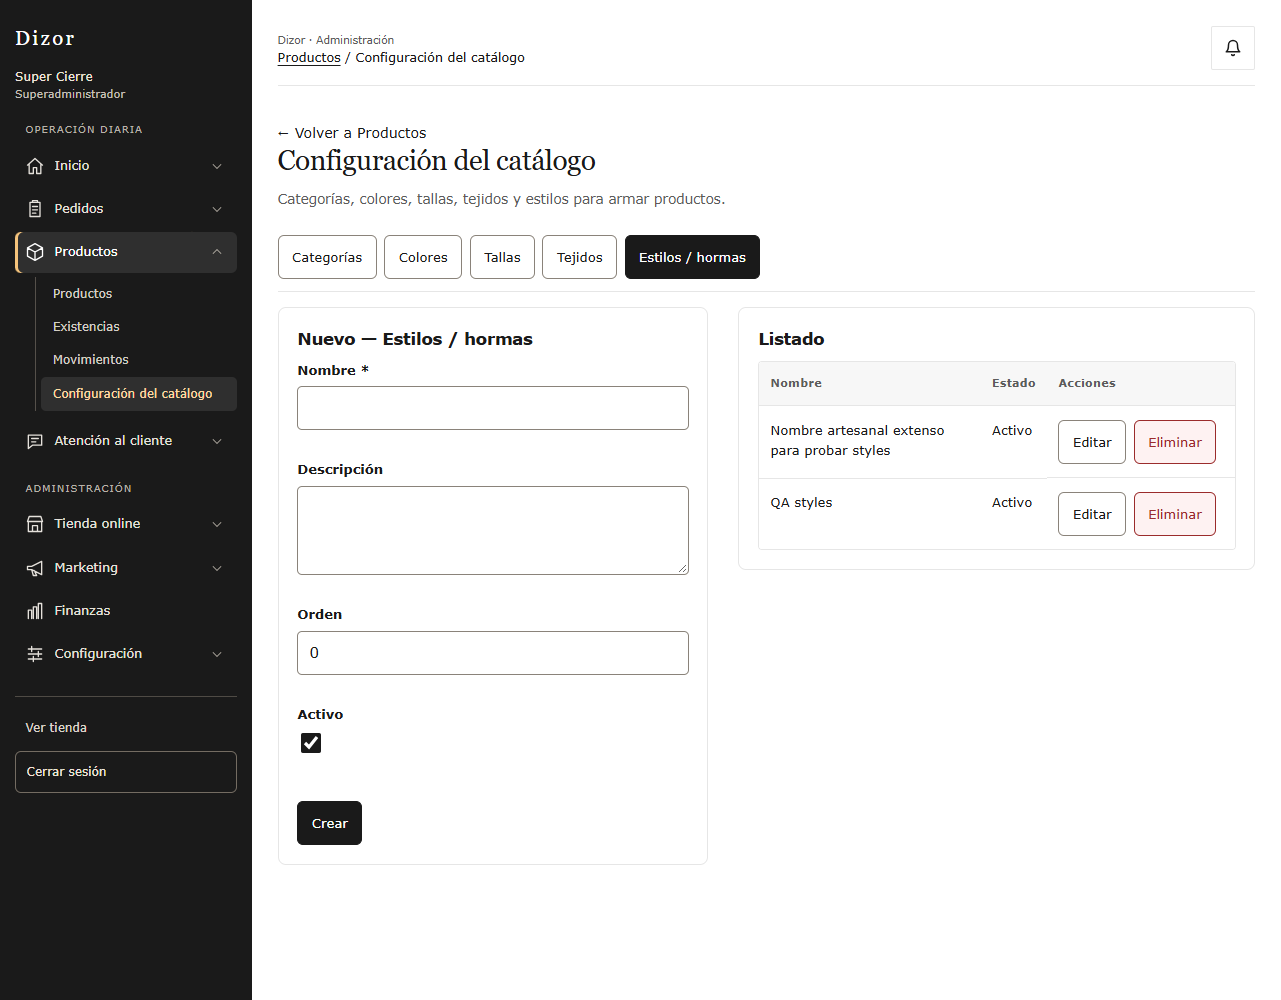 Dizor
Super Cierre
Superadministrador
OPERACIÓN DIARIA
Inicio
Pedidos
Productos
Productos
Existencias
Movimientos
Configuración del catálogo
Atención al cliente
ADMINISTRACIÓN
Tienda online
Marketing
Finanzas
Configuración
Ver tienda
Cerrar sesión
Dizor · Administración
Productos / Configuración del catálogo
← Volver a Productos
Configuración del catálogo
Categorías, colores, tallas, tejidos y estilos para armar productos.
Categorías Colores Tallas Tejidos Estilos / hormas
Nuevo — Estilos / hormas
Nombre *
Descripción
Orden
0
Activo
Crear
Listado
Nombre Estado Acciones
Nombre artesanal extenso
para probar styles
Activo Editar Eliminar
QA styles Activo Editar Eliminar